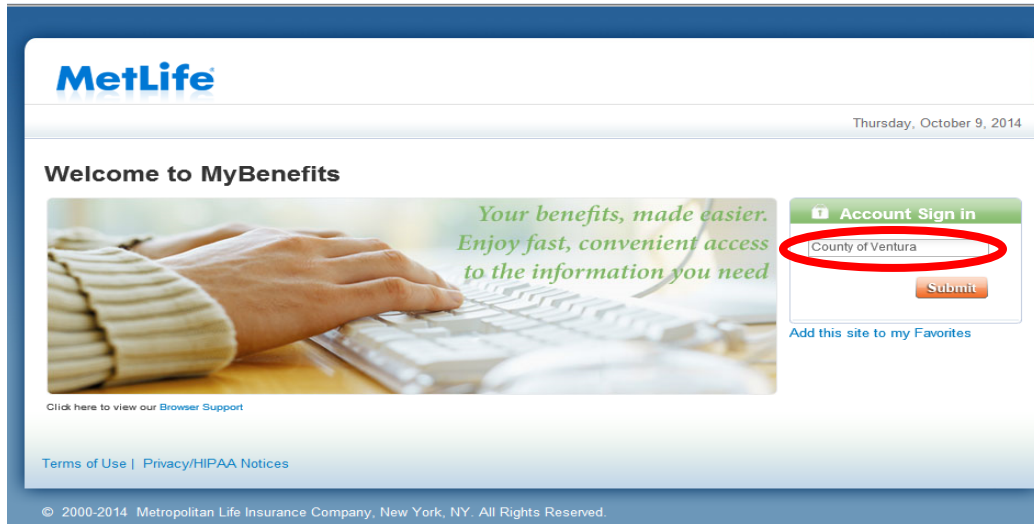 MetLife
Thursday, October 9, 2014
Welcome to MyBenefits
Your benefits, made easier.
Enjoy fast, convenient access
to the information you need
Account Sign in
County of Ventura
Submit
Add this site to my Favorites
Click here to view our Browser Support
Terms of Use | Privacy/HIPAA Notices
© 2000-2014 Metropolitan Life Insurance Company, New York, NY. All Rights Reserved.